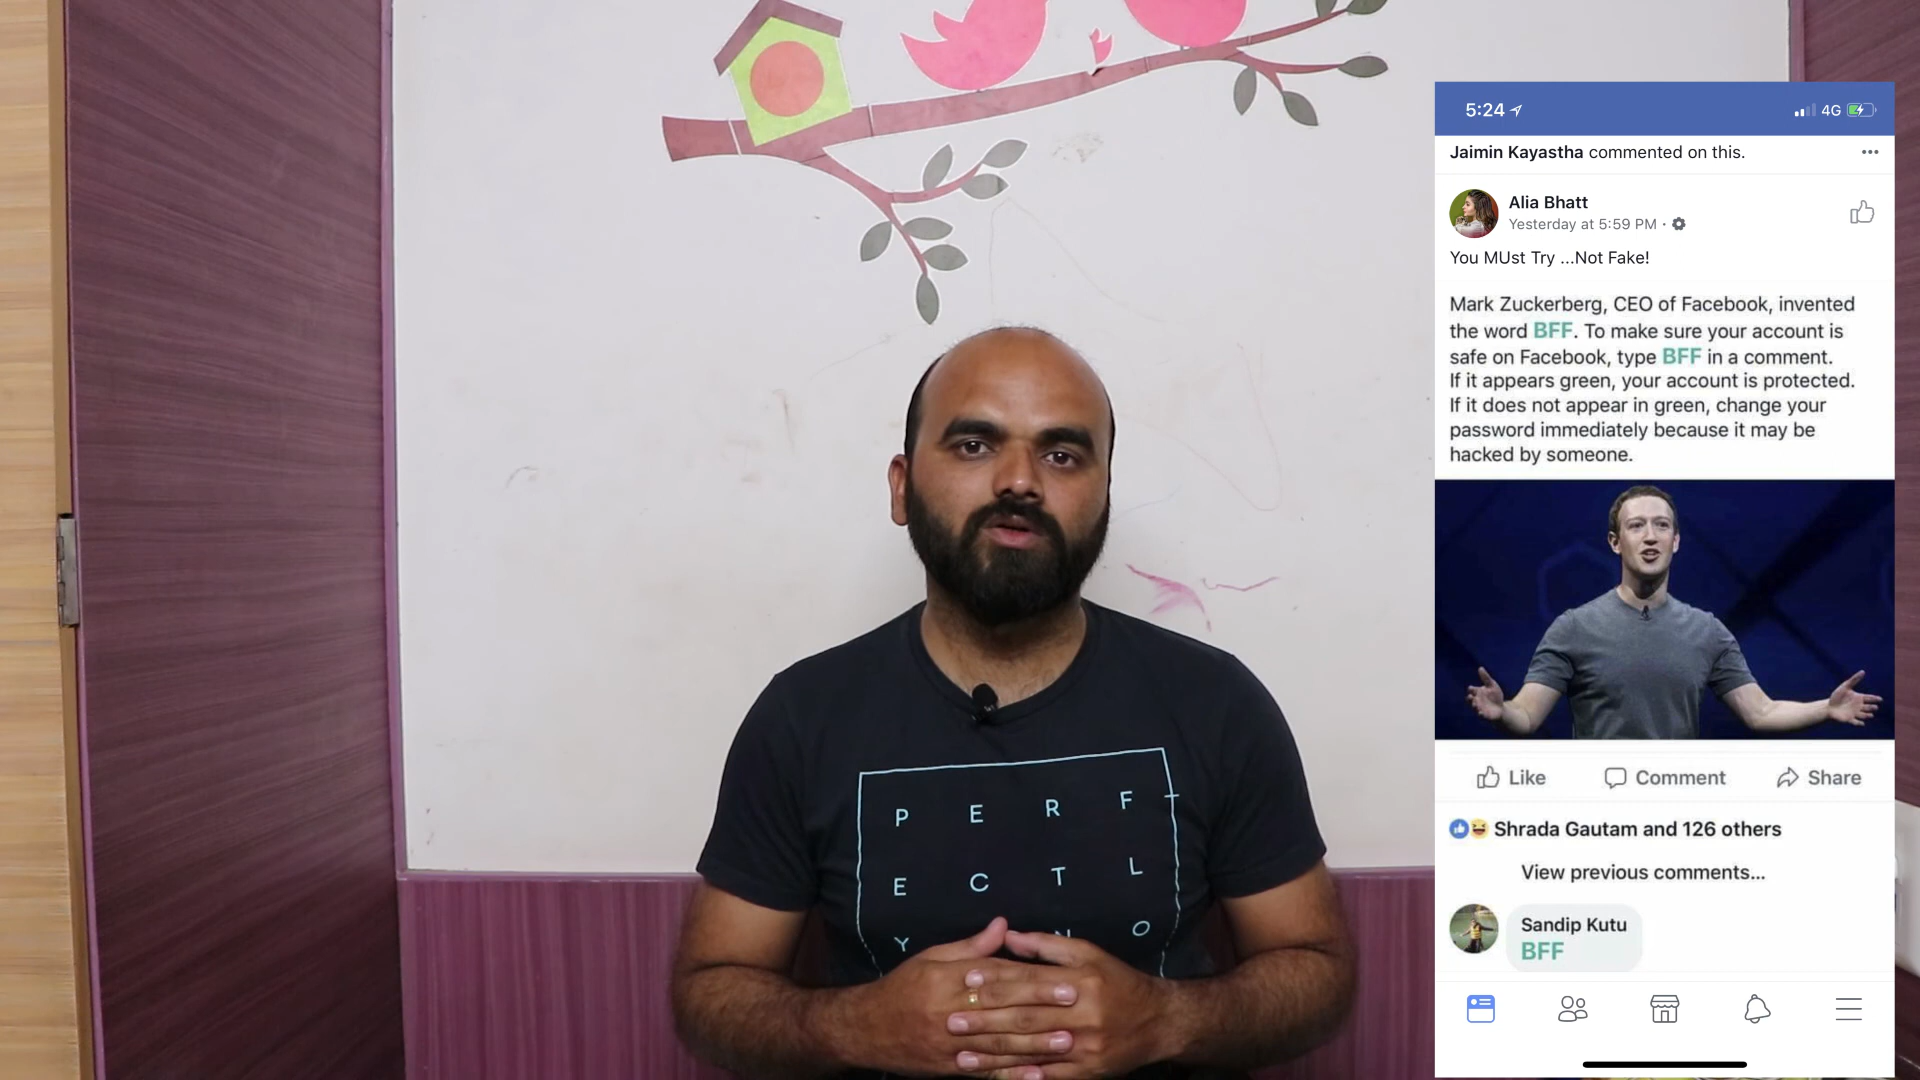 5:24
4G
Jaimin Kayastha commented on this.
Alia Bhatt
Yesterday at 5:59 PM ·
You MUst Try ...Not Fake!
Mark Zuckerberg, CEO of Facebook, invented
the word BFF. To make sure your account is
safe on Facebook, type BFF in a comment.
If it appears green, your account is protected.
If it does not appear in green, change your
password immediately because it may be
hacked by someone.
Like Comment Share
Shrada Gautam and 126 others
View previous comments...
Sandip Kutu
BFF
P E R F
E C T L
Y N O